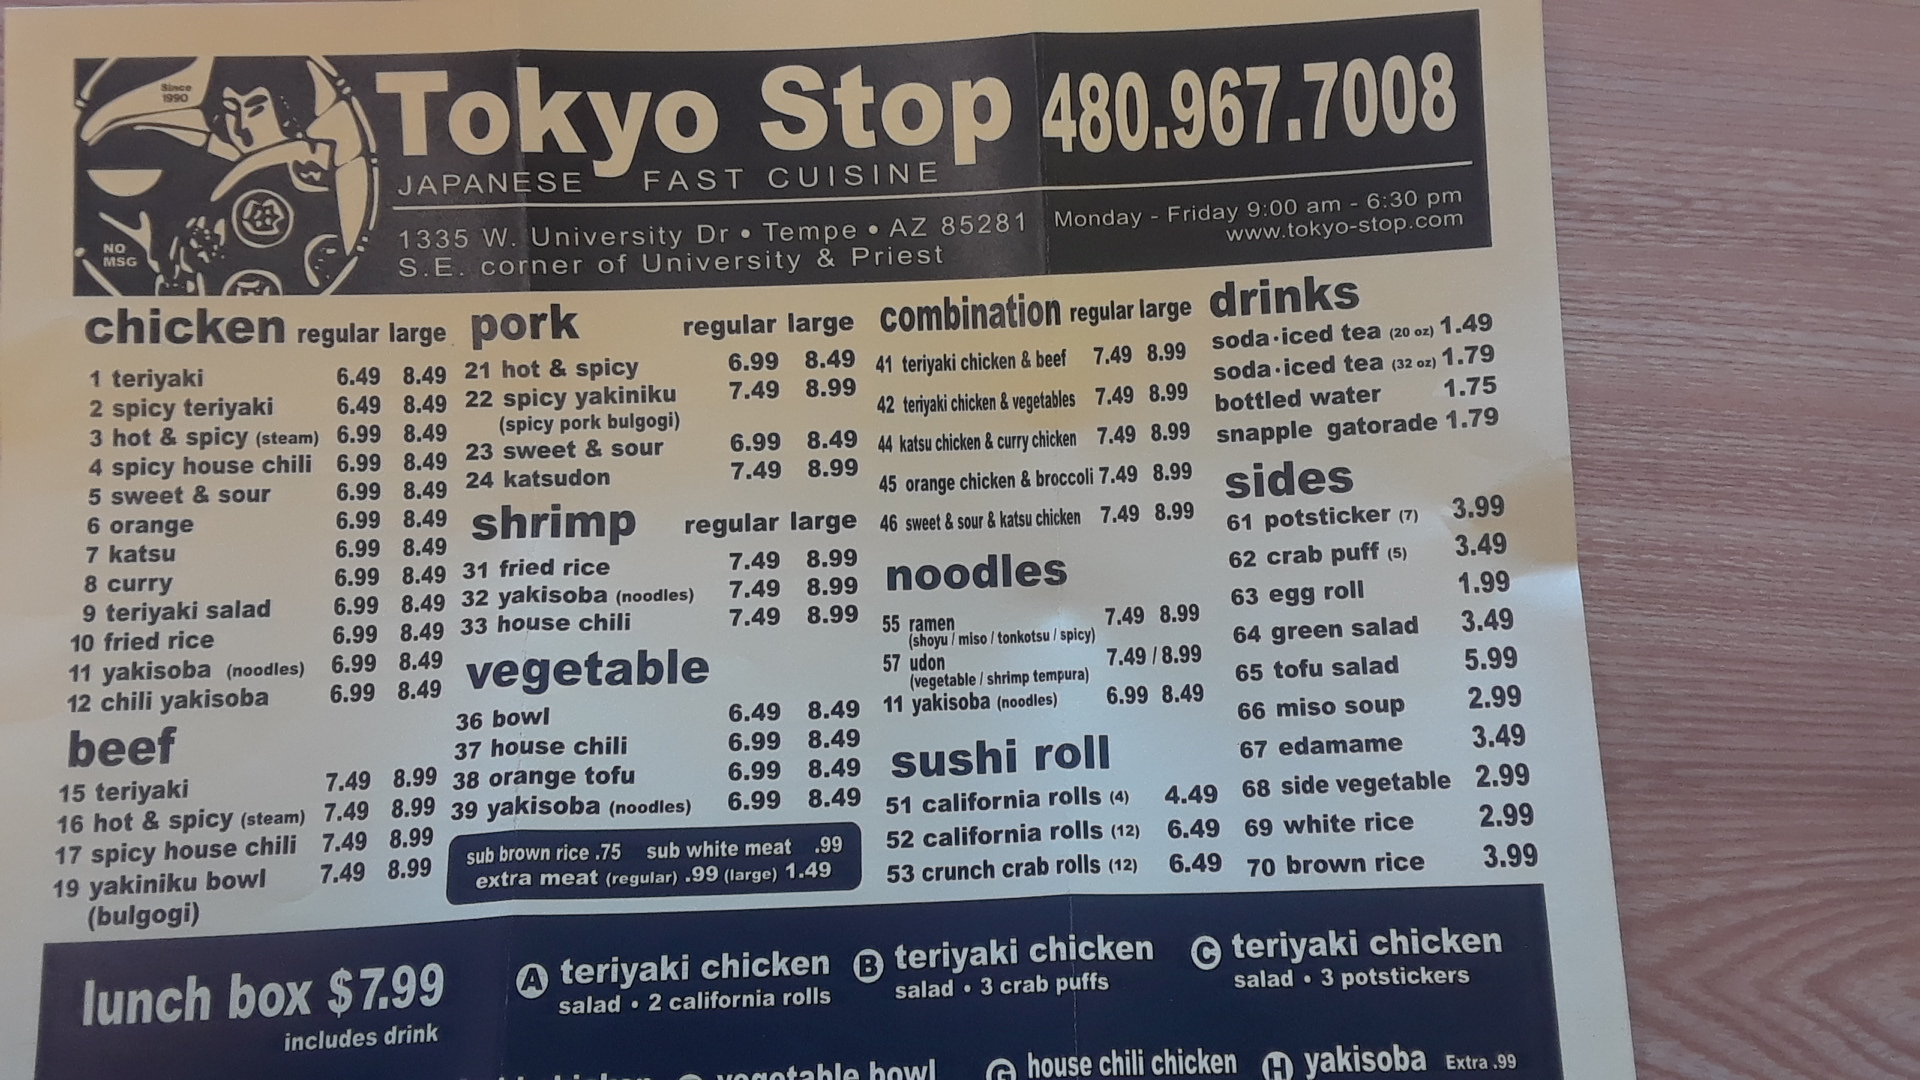 Since
1990
NO
MSG
Tokyo Stop 480.967.7008
JAPANESE FAST CUISINE
1335 W. University Dr • Tempe • AZ 85281
S.E. corner of University & Priest
Monday - Friday 9:00 am - 6:30 pm
www.tokyo-stop.com
chicken regular large
1 teriyaki 6.49 8.49
2 spicy teriyaki 6.49 8.49
3 hot & spicy (steam) 6.99 8.49
4 spicy house chili 6.99 8.49
5 sweet & sour 6.99 8.49
6 orange 6.99 8.49
7 katsu 6.99 8.49
8 curry 6.99 8.49
9 teriyaki salad 6.99 8.49
10 fried rice 6.99 8.49
11 yakisoba (noodles) 6.99 8.49
12 chili yakisoba 6.99 8.49
beef
15 teriyaki 7.49 8.99
16 hot & spicy (steam) 7.49 8.99
17 spicy house chili 7.49 8.99
19 yakiniku bowl 7.49 8.99
(bulgogi)
pork regular large
21 hot & spicy 6.99 8.49
22 spicy yakiniku 7.49 8.99
(spicy pork bulgogi)
23 sweet & sour 6.99 8.49
24 katsudon 7.49 8.99
shrimp regular large
31 fried rice 7.49 8.99
32 yakisoba (noodles) 7.49 8.99
33 house chili 7.49 8.99
vegetable
36 bowl 6.49 8.49
37 house chili 6.99 8.49
38 orange tofu 6.99 8.49
39 yakisoba (noodles) 6.99 8.49
sub brown rice .75 sub white meat .99
extra meat (regular) .99 (large) 1.49
combination regular large
41 teriyaki chicken & beef 7.49 8.99
42 teriyaki chicken & vegetables 7.49 8.99
44 katsu chicken & curry chicken 7.49 8.99
45 orange chicken & broccoli 7.49 8.99
46 sweet & sour & katsu chicken 7.49 8.99
noodles
55 ramen 7.49 8.99
(shoyu / miso / tonkotsu / spicy)
57 udon 7.49 / 8.99
(vegetable / shrimp tempura)
11 yakisoba (noodles) 6.99 8.49
sushi roll
51 california rolls (4) 4.49
52 california rolls (12) 6.49
53 crunch crab rolls (12) 6.49
drinks
soda·iced tea (20 oz) 1.49
soda·iced tea (32 oz) 1.79
bottled water 1.75
snapple gatorade 1.79
sides
61 potsticker (7) 3.99
62 crab puff (5) 3.49
63 egg roll 1.99
64 green salad 3.49
65 tofu salad 5.99
66 miso soup 2.99
67 edamame 3.49
68 side vegetable 2.99
69 white rice 2.99
70 brown rice 3.99
lunch box $7.99
includes drink
A teriyaki chicken
salad • 2 california rolls
B teriyaki chicken
salad • 3 crab puffs
C teriyaki chicken
salad • 3 potstickers
vegetable bowl
G house chili chicken
H yakisoba Extra .99